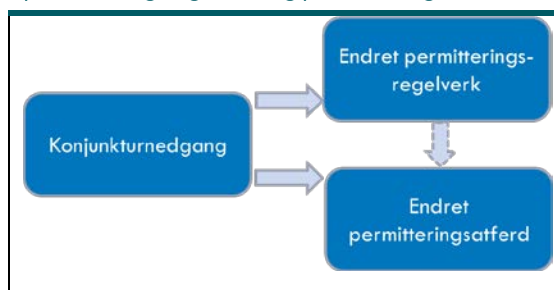 Endret permitterings-
regelverk
Konjunkturnedgang
Endret
permitteringsatferd